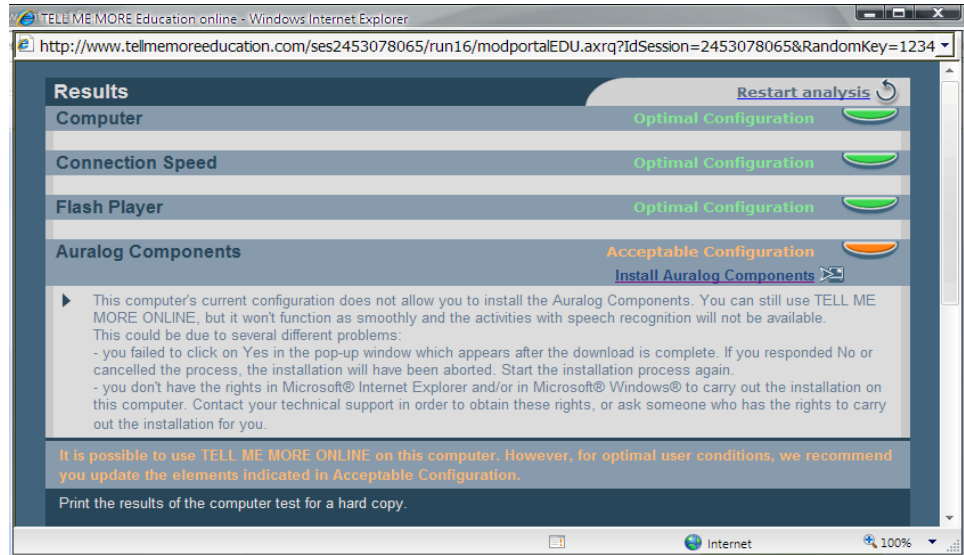 TELL ME MORE Education online - Windows Internet Explorer
http://www.tellmemoreeducation.com/ses2453078065/run16/modportalEDU.axrq?IdSession=2453078065&RandomKey=1234
Results
Restart analysis
Computer
Optimal Configuration
Connection Speed
Optimal Configuration
Flash Player
Optimal Configuration
Auralog Components
Acceptable Configuration
Install Auralog Components
This computer's current configuration does not allow you to install the Auralog Components. You can still use TELL ME
MORE ONLINE, but it won't function as smoothly and the activities with speech recognition will not be available.
This could be due to several different problems:
- you failed to click on Yes in the pop-up window which appears after the download is complete. If you responded No or
cancelled the process, the installation will have been aborted. Start the installation process again.
- you don't have the rights in Microsoft® Internet Explorer and/or in Microsoft® Windows® to carry out the installation on
this computer. Contact your technical support in order to obtain these rights, or ask someone who has the rights to carry
out the installation for you.
It is possible to use TELL ME MORE ONLINE on this computer. However, for optimal user conditions, we recommend
you update the elements indicated in Acceptable Configuration.
Print the results of the computer test for a hard copy.
Internet
100%